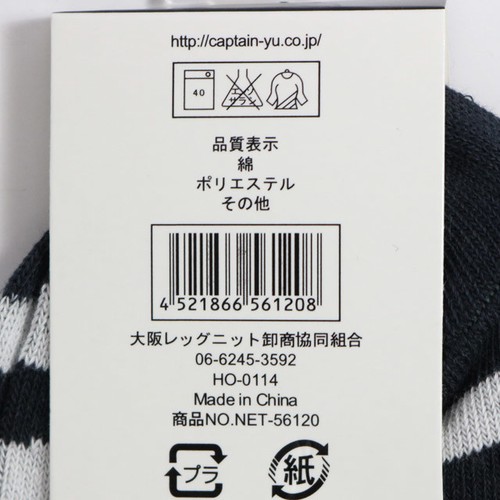 http://captain-yu.co.jp/
40
エンソ
サラシ
品質表示
綿
ポリエステル
その他
4 521866 561208
大阪レッグニット卸商協同組合
06-6245-3592
HO-0114
Made in China
商品NO.NET-56120
プラ
紙